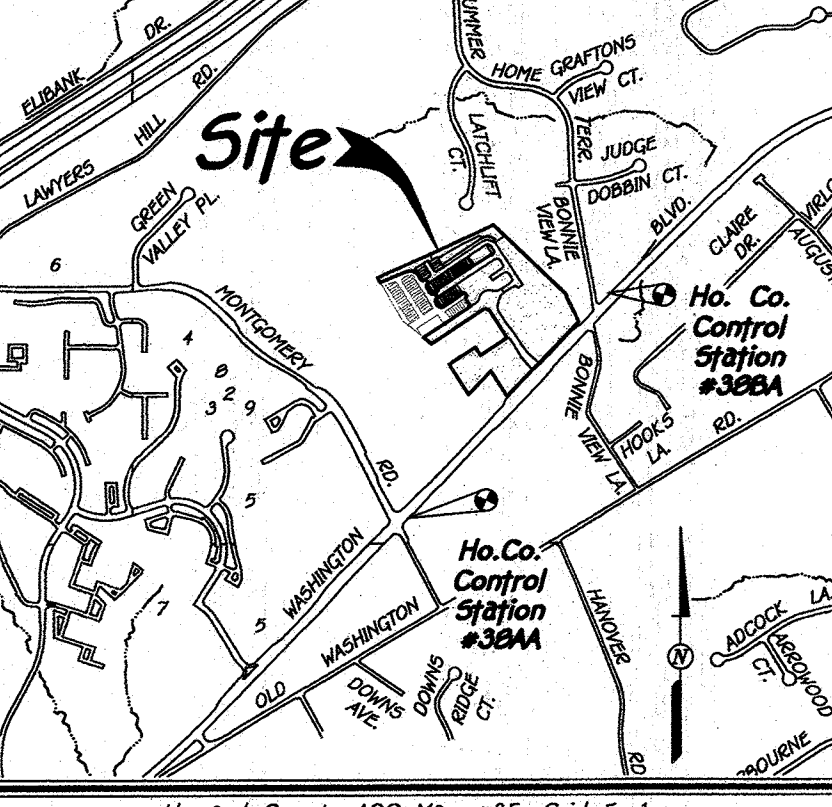 ELIBANK DR.
LAWYERS HILL RD.
Site
GREEN
VALLEY PL.
HOME
GRAFTONS
VIEW CT.
TERR.
LATCHLIFT
CT.
JUDGE
DOBBIN CT.
BONNIE
VIEW LA.
BLVD.
CLAIRE
DR.
6
MONTGOMERY
RD.
Ho. Co.
Control
Station
#38BA
4
8
2
3
9
5
BONNIE VIEW LA.
HOOKS
LA.
RD.
WASHINGTON
Ho.Co.
Control
Station
#38AA
7
5
OLD WASHINGTON
DOWNS
AVE.
DOWNS
RIDGE
CT.
HANOVER
RD
N
ADCOCK LA.
ARROWOOD
CT.